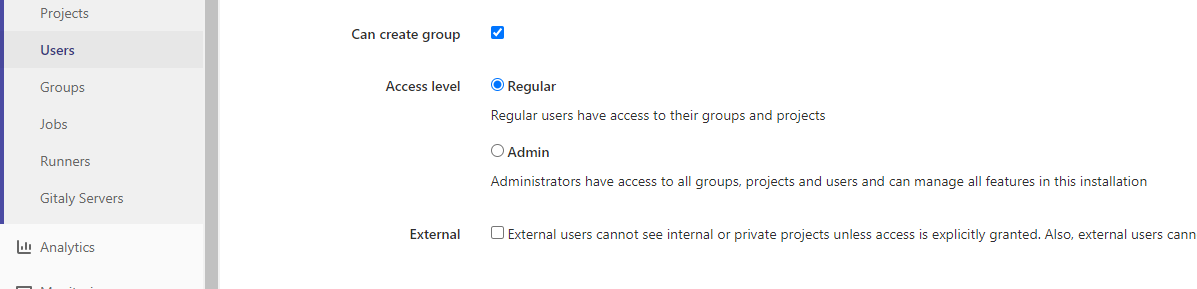 Projects
Users
Groups
Jobs
Runners
Gitaly Servers
Analytics
Can create group
Access level
Regular
Regular users have access to their groups and projects
Admin
Administrators have access to all groups, projects and users and can manage all features in this installation
External
External users cannot see internal or private projects unless access is explicitly granted. Also, external users cann